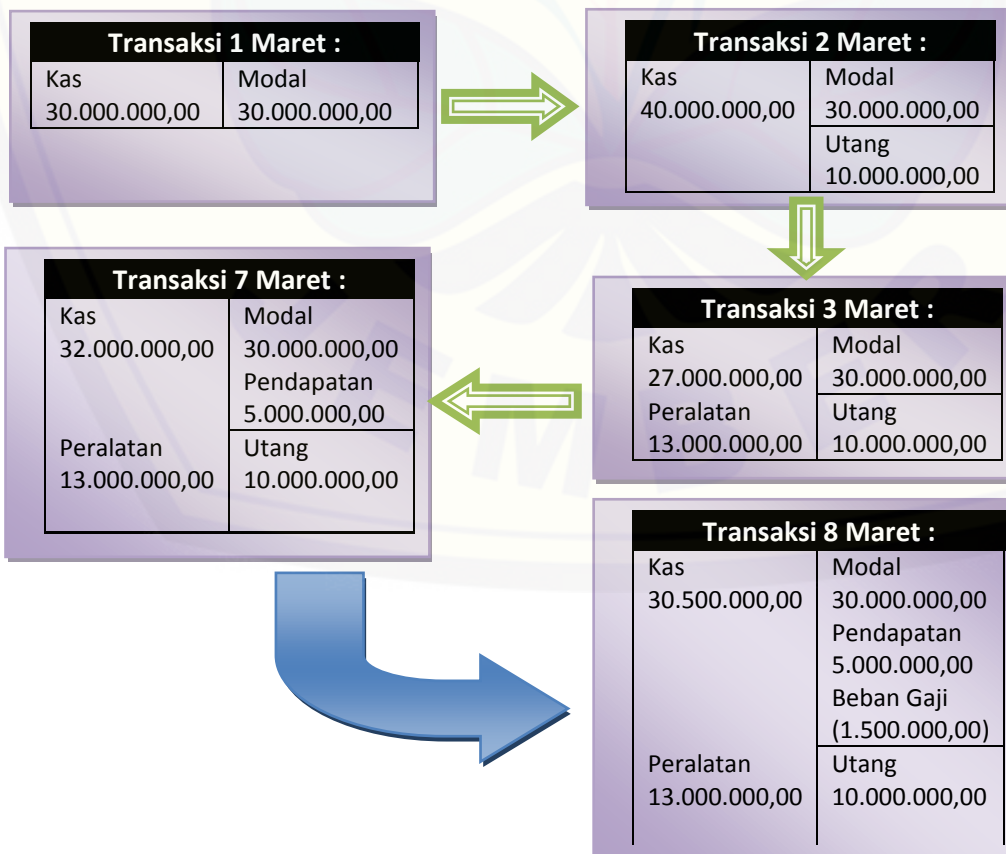 Transaksi 1 Maret :
Kas Modal
30.000.000,00 30.000.000,00
Transaksi 2 Maret :
Kas Modal
40.000.000,00 30.000.000,00
Utang
10.000.000,00
Transaksi 3 Maret :
Kas Modal
27.000.000,00 30.000.000,00
Peralatan Utang
13.000.000,00 10.000.000,00
Transaksi 7 Maret :
Kas Modal
32.000.000,00 30.000.000,00
Pendapatan
5.000.000,00
Peralatan Utang
13.000.000,00 10.000.000,00
Transaksi 8 Maret :
Kas Modal
30.500.000,00 30.000.000,00
Pendapatan
5.000.000,00
Beban Gaji
(1.500.000,00)
Peralatan Utang
13.000.000,00 10.000.000,00